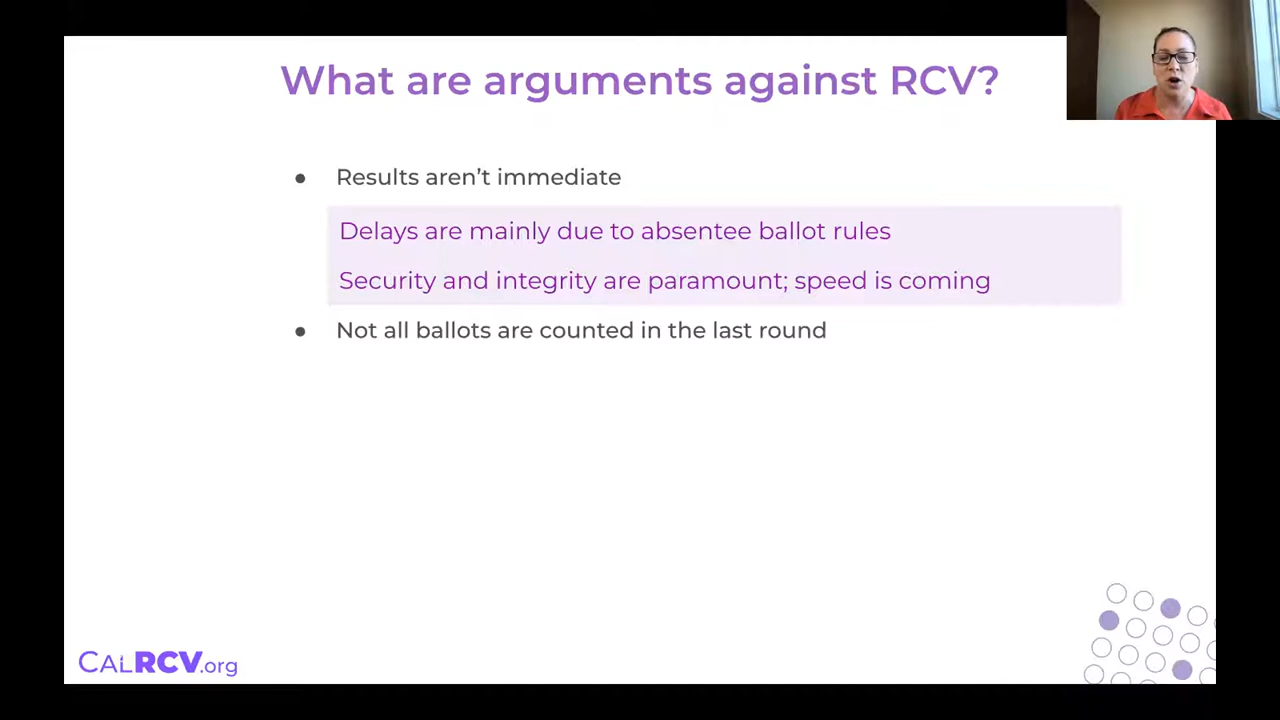 What are arguments against RCV?
● Results aren't immediate
Delays are mainly due to absentee ballot rules
Security and integrity are paramount; speed is coming
● Not all ballots are counted in the last round
CALRCV.org